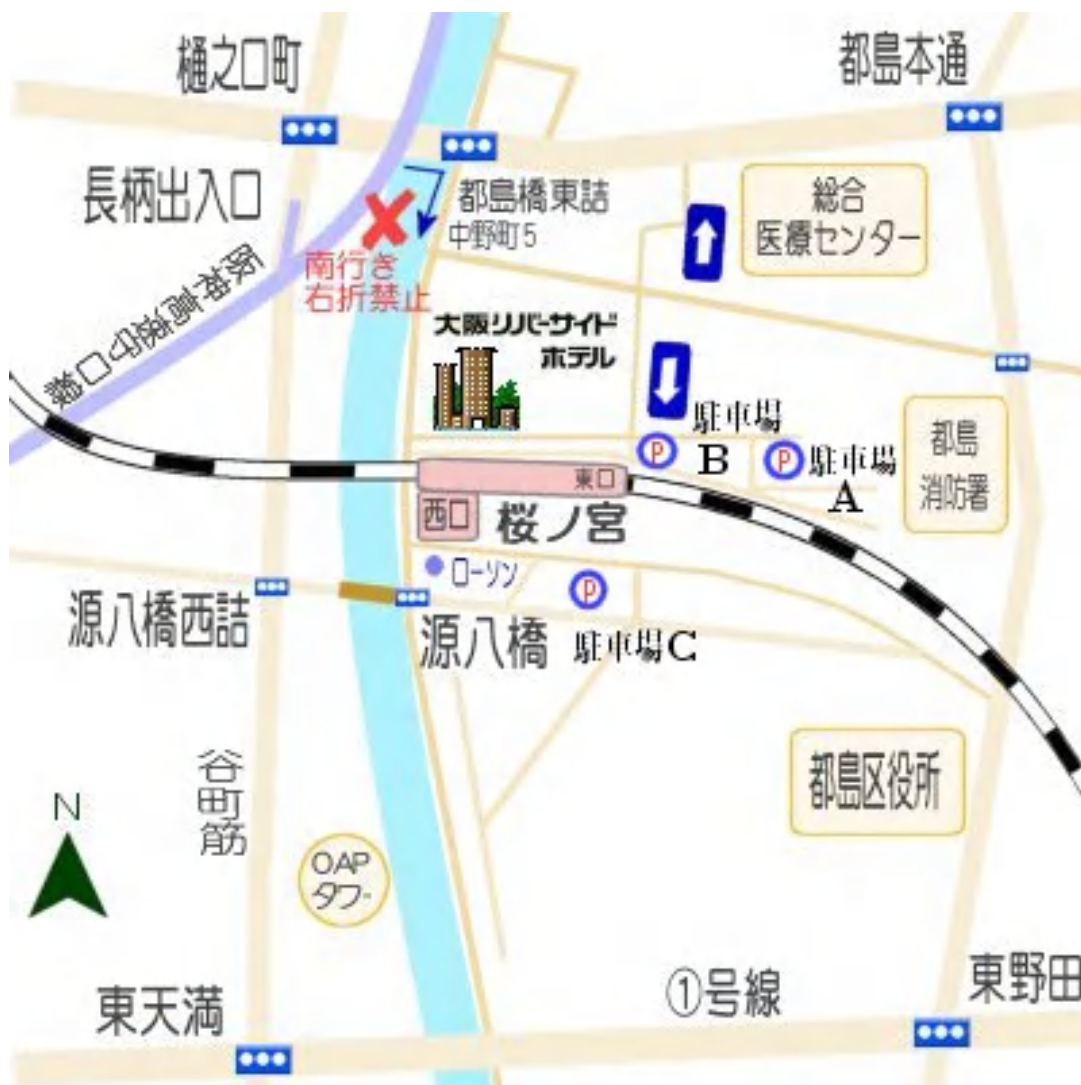 樋之口町
都島本通
長柄出入口
都島橋東詰
中野町5
総合
医療センター
南行き
右折禁止
阪神高速守口線
大阪リバーサイド
ホテル
駐車場
B
P
P
駐車場
A
都島
消防署
東口
西口
桜ノ宮
ローソン
P
源八橋西詰
源八橋
駐車場C
谷町筋
都島区役所
N
OAP
タワー
東天満
①号線
東野田